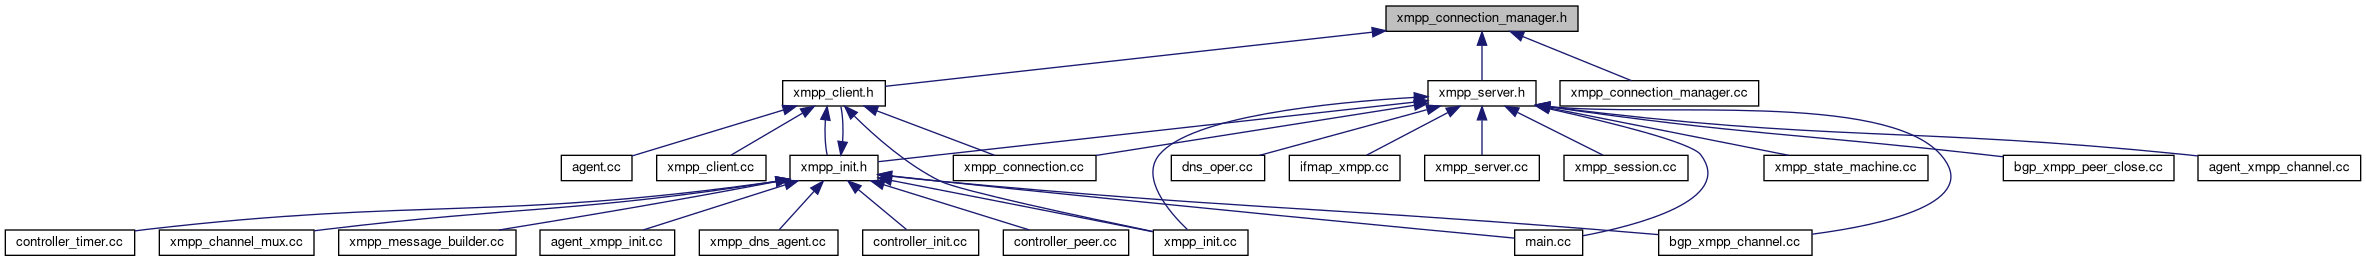 xmpp_connection_manager.h
xmpp_client.h
xmpp_server.h
xmpp_connection_manager.cc
agent.cc
xmpp_client.cc
xmpp_init.h
xmpp_connection.cc
dns_oper.cc
ifmap_xmpp.cc
xmpp_server.cc
xmpp_session.cc
xmpp_state_machine.cc
bgp_xmpp_peer_close.cc
agent_xmpp_channel.cc
controller_timer.cc
xmpp_channel_mux.cc
xmpp_message_builder.cc
agent_xmpp_init.cc
xmpp_dns_agent.cc
controller_init.cc
controller_peer.cc
xmpp_init.cc
main.cc
bgp_xmpp_channel.cc